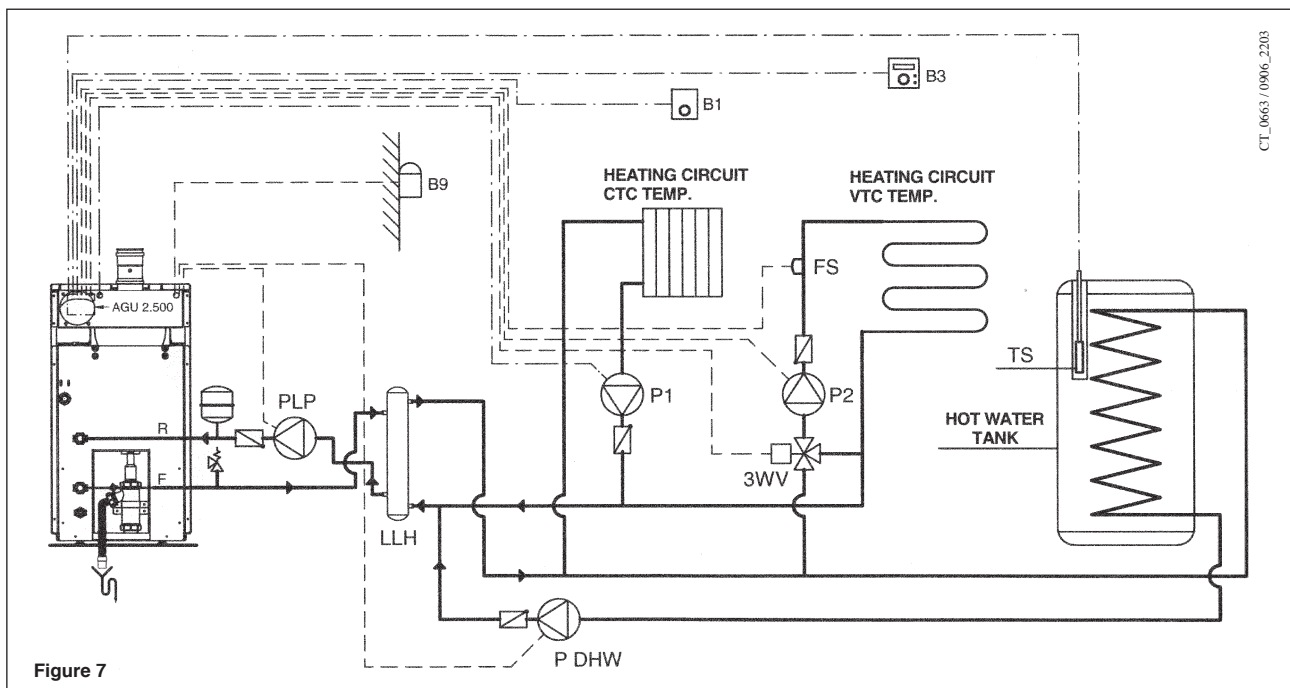 CT_0663 / 0906_2203
B3
B1
B9
HEATING CIRCUIT
CTC TEMP.
HEATING CIRCUIT
VTC TEMP.
FS
AGU 2.500
TS
PLP
P1
P2
R
HOT WATER
TANK
3WV
F
LLH
P DHW
Figure 7